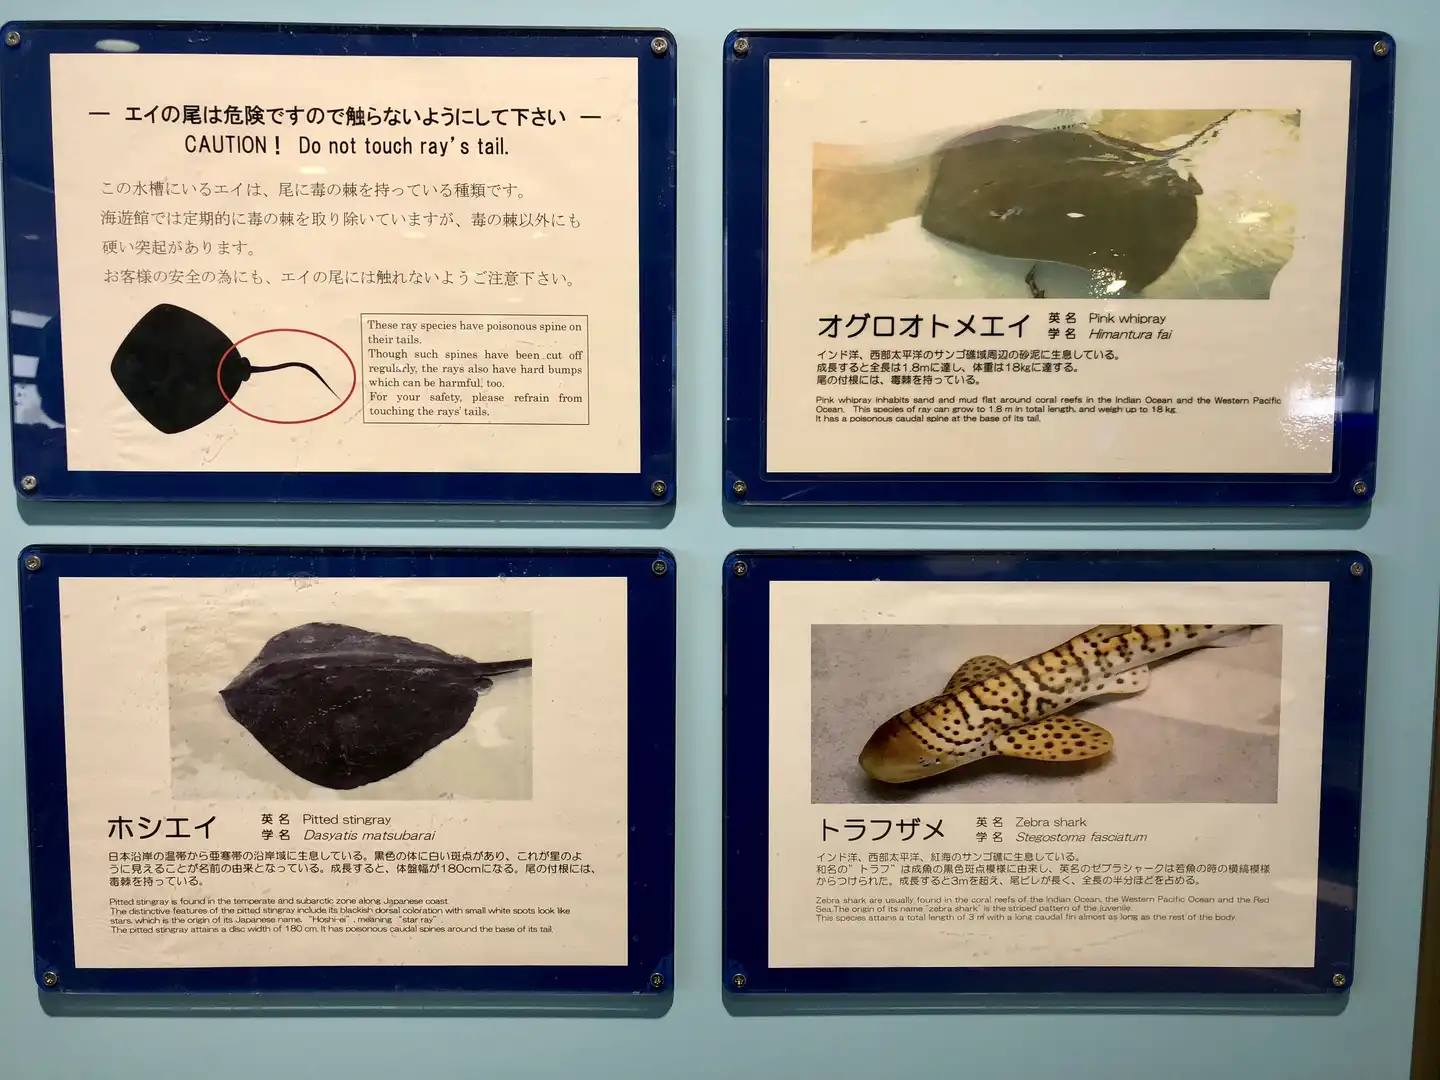 — エイの尾は危険ですので触らないようにして下さい —
CAUTION! Do not touch ray's tail.
この水槽にいるエイは、尾に毒の棘を持っている種類です。
海遊館では定期的に毒の棘を取り除いていますが、毒の棘以外にも
硬い突起があります。
お客様の安全の為にも、エイの尾には触れないようご注意下さい。
These ray species have poisonous spine on
their tails.
Though such spines have been cut off
regularly, the rays also have hard bumps
which can be harmful, too.
For your safety, please refrain from
touching the rays' tails.
オグロオトメエイ
英名 Pink whipray
学名 Himantura fai
インド洋、西部太平洋のサンゴ礁域周辺の砂泥に生息している。
成長すると全長は1.8mに達し、体重は18kgに達する。
尾の付根には、毒棘を持っている。
Pink whipray inhabits sand and mud flat around coral reefs in the Indian Ocean and the Western Pacific
Ocean. This species of ray can grow to 1.8 m in total length, and weigh up to 18 kg.
It has a poisonous caudal spine at the base of its tail.
ホシエイ
英名 Pitted stingray
学名 Dasyatis matsubarai
日本沿岸の温帯から亜寒帯の沿岸域に生息している。黒色の体に白い斑点があり、これが星のよ
うに見えることが名前の由来となっている。成長すると、体盤幅が180cmになる。尾の付根には、
毒棘を持っている。
Pitted stingray is found in the temperate and subarctic zone along Japanese coast.
The distinctive features of the pitted stingray include its blackish dorsal coloration with small white spots look like
stars, which is the origin of its Japanese name, "Hoshi-ei", meaning "star ray".
The pitted stingray attains a disc width of 180 cm. It has poisonous caudal spines around the base of its tail.
トラフザメ
英名 Zebra shark
学名 Stegostoma fasciatum
インド洋、西部太平洋、紅海のサンゴ礁に生息している。
和名の"トラフ"は成魚の黒色斑点模様に由来し、英名のゼブラシャークは若魚の時の横縞模様
からつけられた。成長すると3mを超え、尾ビレが長く、全長の半分ほどを占める。
Zebra shark are usually found in the coral reefs of the Indian Ocean, the Western Pacific Ocean and the Red
Sea.The origin of its name "zebra shark" is the striped pattern of the juvenile.
This species attains a total length of 3 m with a long caudal fin almost as long as the rest of the body.